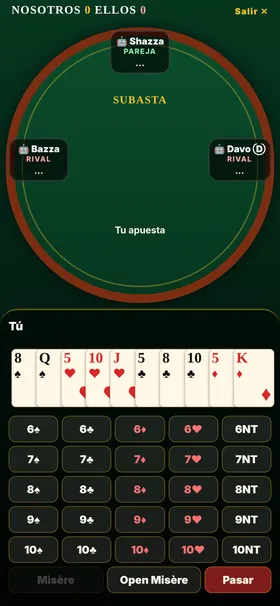 NOSOTROS 0 ELLOS 0 Salir ×
🤖 Shazza
PAREJA
...
SUBASTA
🤖 Bazza
RIVAL
...
🤖 Davo Ⓓ
RIVAL
...
Tu apuesta
Tú
8 Q 5 10 J 5 8 10 5 K
♠ ♠ ♥ ♥ ♥ ♣ ♣ ♣ ♦ ♦
6♠ 6♣ 6♦ 6♥ 6NT
7♠ 7♣ 7♦ 7♥ 7NT
8♠ 8♣ 8♦ 8♥ 8NT
9♠ 9♣ 9♦ 9♥ 9NT
10♠ 10♣ 10♦ 10♥ 10NT
Misère Open Misère Pasar